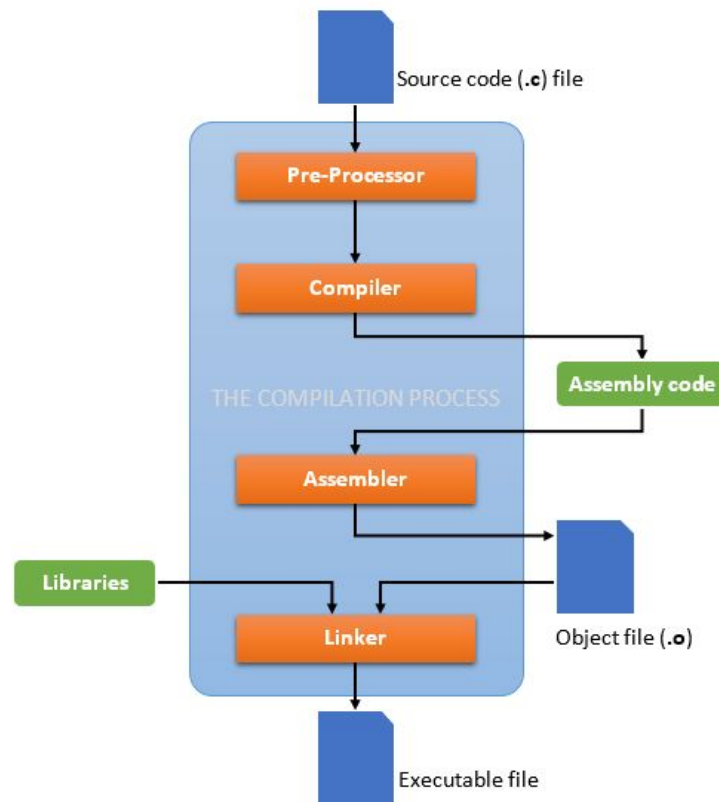 Source code (.c) file
Pre-Processor
Compiler
Assembly code
THE COMPILATION PROCESS
Assembler
Libraries
Linker
Object file (.o)
Executable file